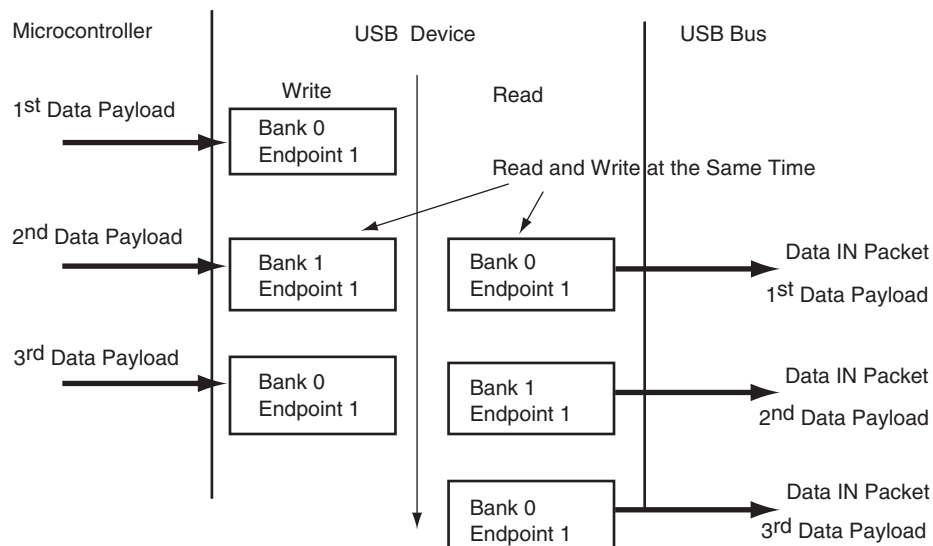 Microcontroller
USB Device
USB Bus
Write
Read
1st Data Payload
Bank 0
Endpoint 1
Read and Write at the Same Time
2nd Data Payload
Bank 1
Endpoint 1
Bank 0
Endpoint 1
Data IN Packet
1st Data Payload
3rd Data Payload
Bank 0
Endpoint 1
Bank 1
Endpoint 1
Data IN Packet
2nd Data Payload
Bank 0
Endpoint 1
Data IN Packet
3rd Data Payload